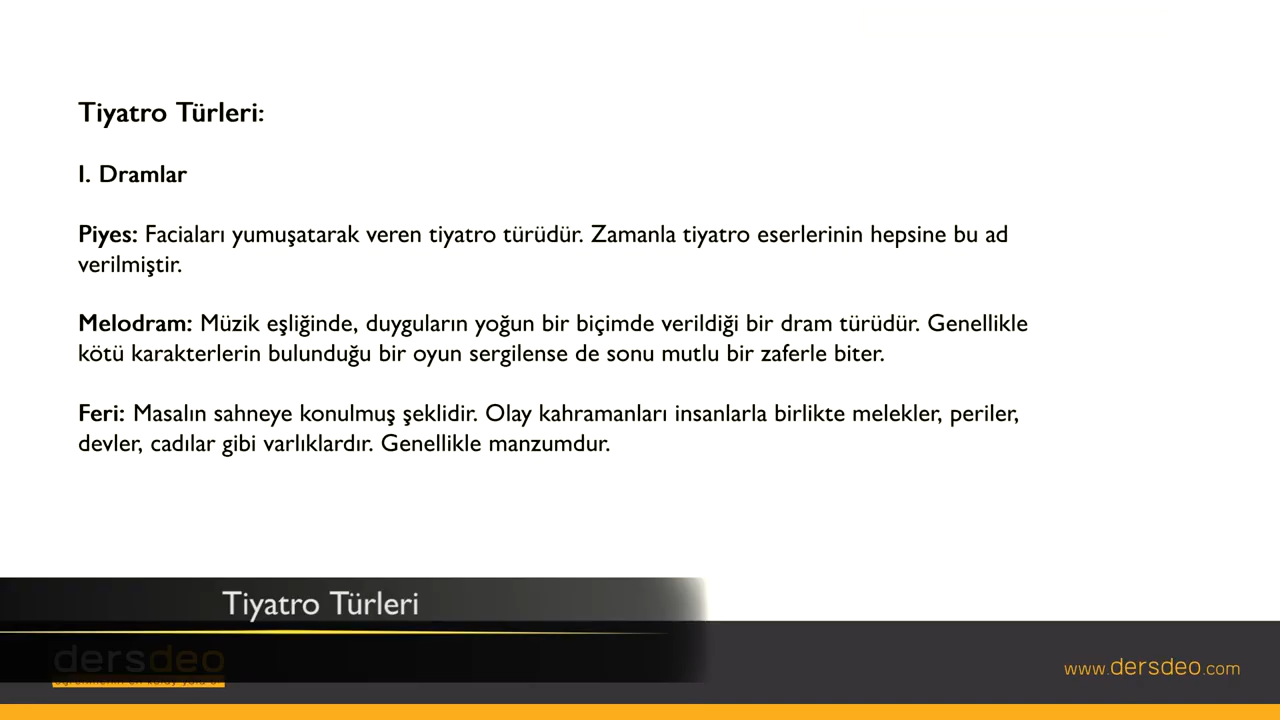 Tiyatro Türleri:
I. Dramlar
Piyes: Faciaları yumuşatarak veren tiyatro türüdür. Zamanla tiyatro eserlerinin hepsine bu ad
verilmiştir.
Melodram: Müzik eşliğinde, duyguların yoğun bir biçimde verildiği bir dram türüdür. Genellikle
kötü karakterlerin bulunduğu bir oyun sergilense de sonu mutlu bir zaferle biter.
Feri: Masalın sahneye konulmuş şeklidir. Olay kahramanları insanlarla birlikte melekler, periler,
devler, cadılar gibi varlıklardır. Genellikle manzumdur.
Tiyatro Türleri
dersdeo
www.dersdeo.com